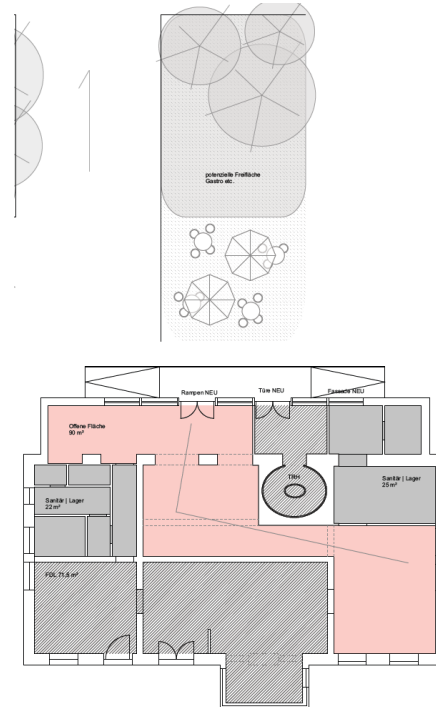 potenzielle Freifläche
Gastro etc.
Rampen NEU
Türe NEU
Fassade NEU
Offene Fläche
90 m²
TRH
Sanitär | Lager
25 m²
Sanitär | Lager
22 m²
FDL 71.5 m²